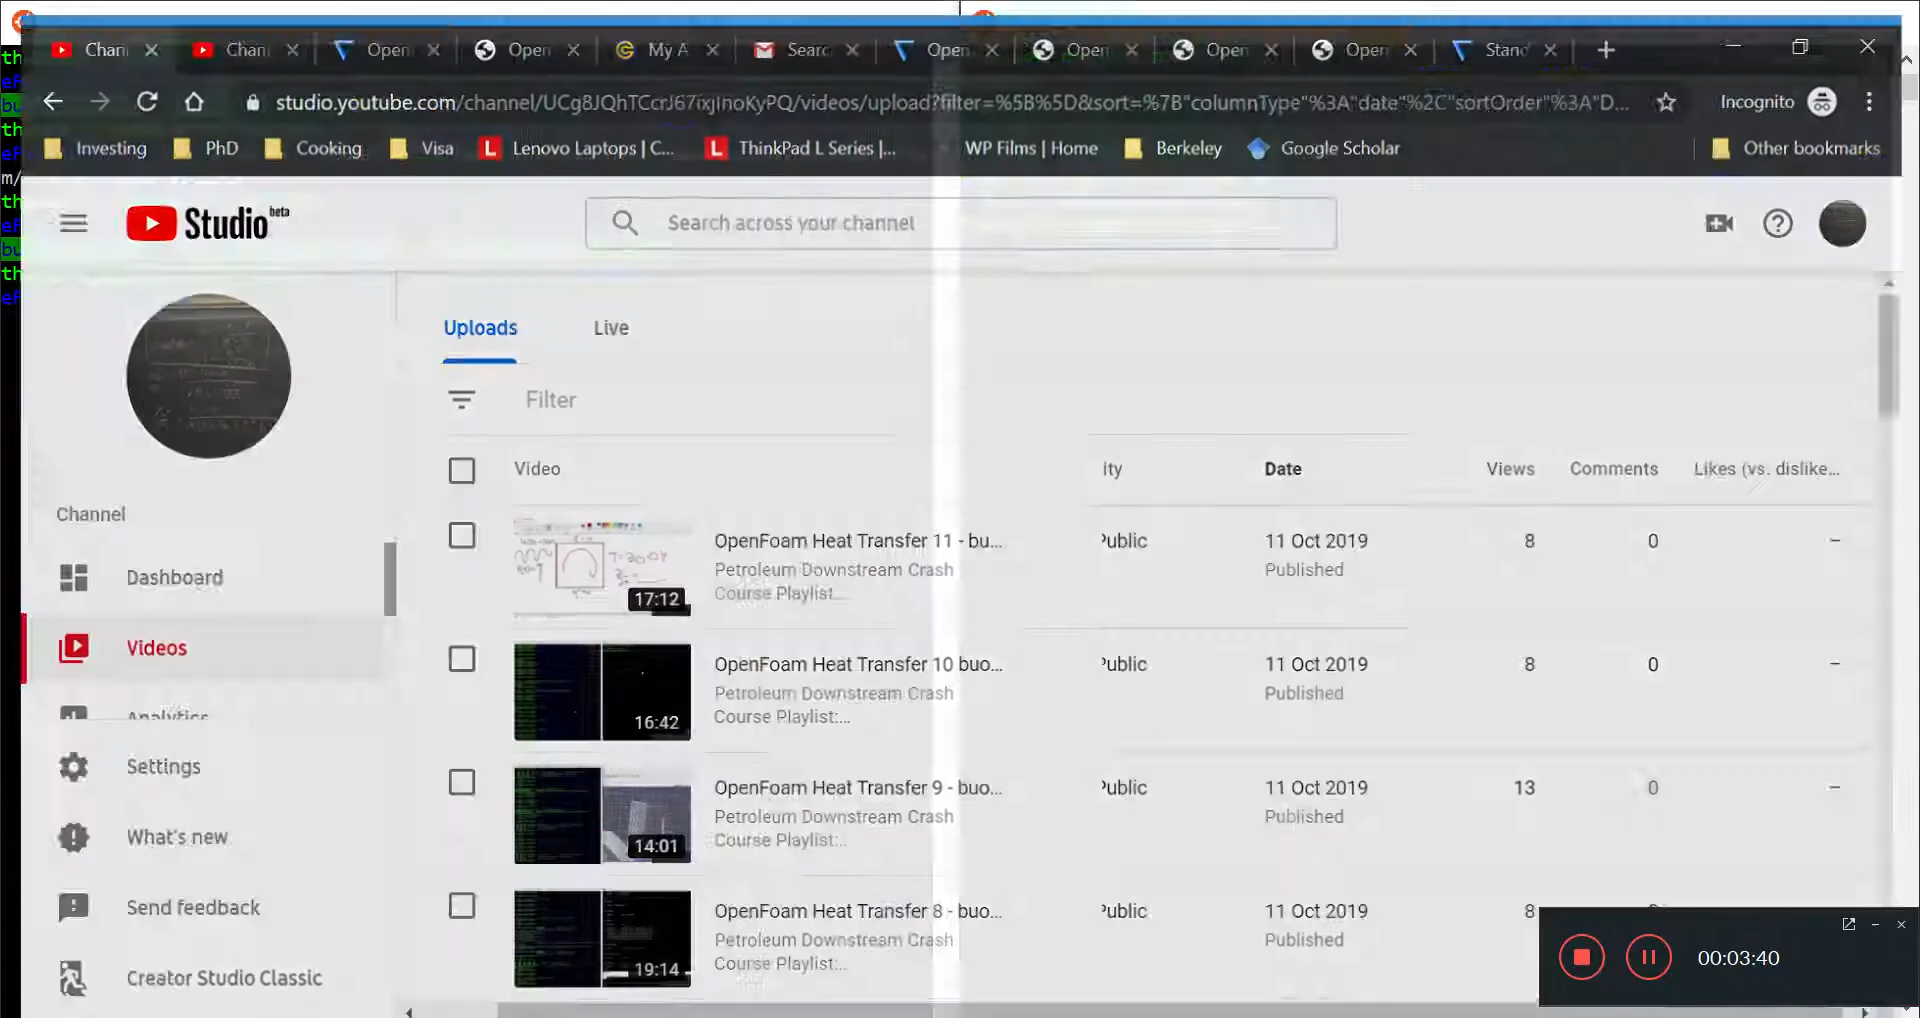 Chan
Chan
Open
Open
My A
Searc
Open
Open
Open
Open
Stand
studio.youtube.com/channel/UCg8JQhTCcrJ67ixjInoKyPQ/videos/upload?filter=%5B%5D&sort=%7B"columnType"%3A"date"%2C"sortOrder"%3A"D...
Incognito
Investing
PhD
Cooking
Visa
Lenovo Laptops | C...
ThinkPad L Series |...
WP Films | Home
Berkeley
Google Scholar
Other bookmarks
Studio beta
Search across your channel
Uploads
Live
Filter
Video
ity
Date
Views
Comments
Likes (vs. dislike...
Channel
Dashboard
Videos
Analytics
Settings
What's new
Send feedback
Creator Studio Classic
17:12
OpenFoam Heat Transfer 11 - bu...
Petroleum Downstream Crash
Course Playlist:...
Public
11 Oct 2019
Published
8
0
–
16:42
OpenFoam Heat Transfer 10 buo...
Petroleum Downstream Crash
Course Playlist:...
Public
11 Oct 2019
Published
8
0
–
14:01
OpenFoam Heat Transfer 9 - buo...
Petroleum Downstream Crash
Course Playlist:...
Public
11 Oct 2019
Published
13
0
–
19:14
OpenFoam Heat Transfer 8 - buo...
Petroleum Downstream Crash
Course Playlist:...
Public
11 Oct 2019
Published
8
00:03:40